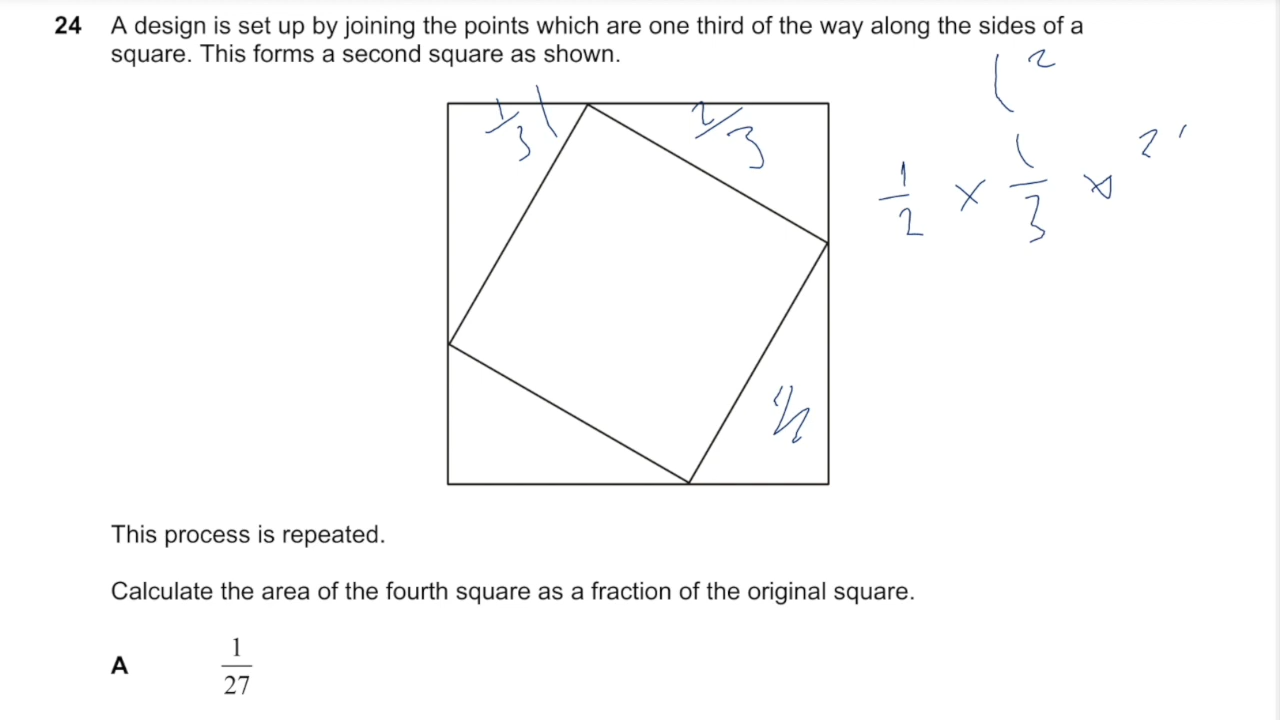 24 A design is set up by joining the points which are one third of the way along the sides of a
square. This forms a second square as shown.
1/3
2/3
1/2 × 1/3 ×
This process is repeated.
Calculate the area of the fourth square as a fraction of the original square.
A 1/27